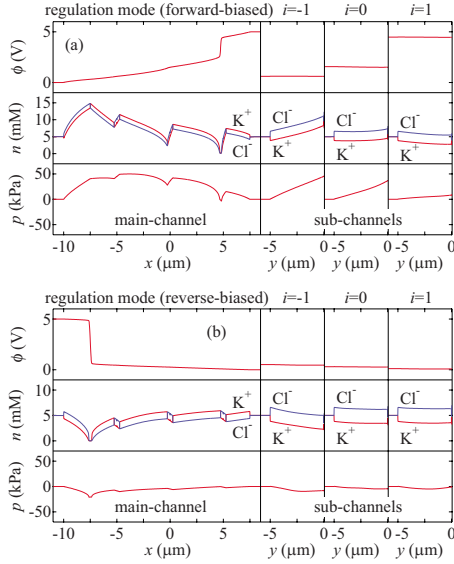 regulation mode (forward-biased) i=-1 i=0 i=1
(a)
ϕ (V)
5
0
n (mM)
15
10
5
0
K⁺
Cl⁻
Cl⁻
K⁺
Cl⁻
K⁺
Cl⁻
K⁺
p (kPa)
50
0
-50
main-channel
sub-channels
-10 -5 0 5 -5 0 -5 0 -5 0
x (μm) y (μm) y (μm) y (μm)
regulation mode (reverse-biased) i=-1 i=0 i=1
(b)
ϕ (V)
5
0
n (mM)
10
5
0
K⁺
Cl⁻
Cl⁻
K⁺
Cl⁻
K⁺
Cl⁻
K⁺
p (kPa)
50
0
-50
main-channel
sub-channels
-10 -5 0 5 -5 0 -5 0 -5 0
x (μm) y (μm) y (μm) y (μm)